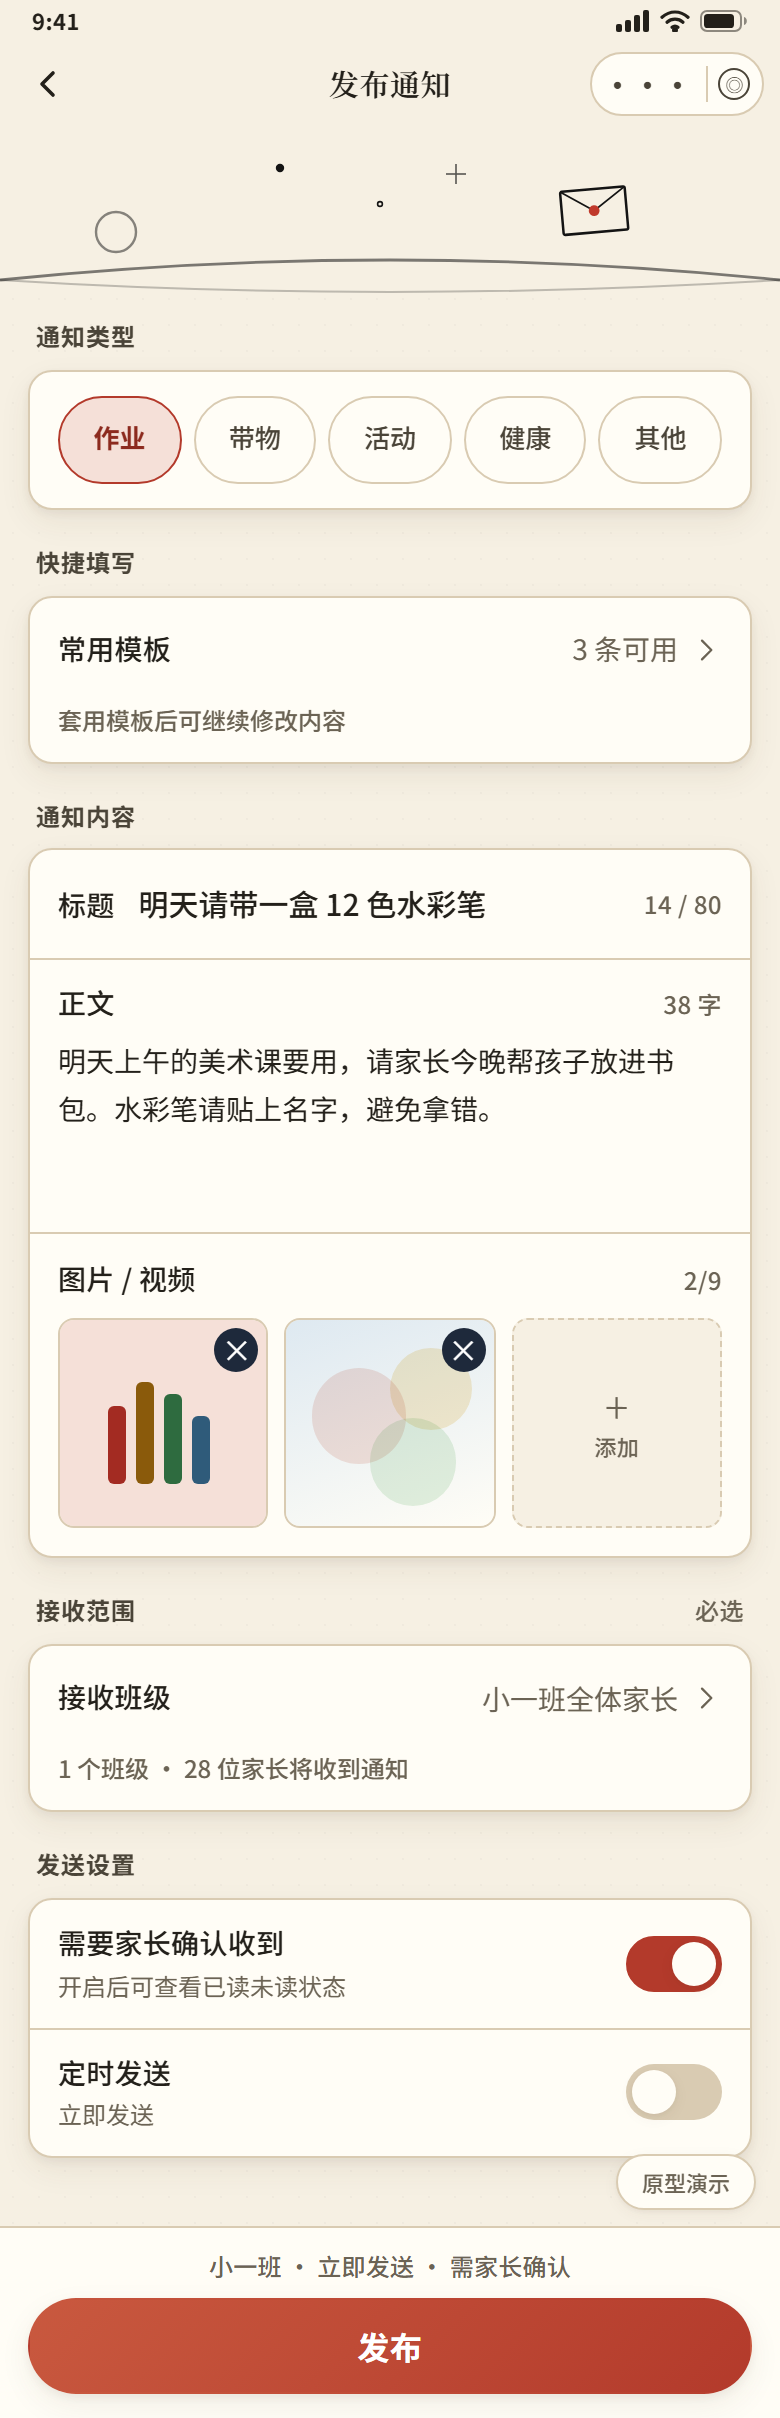 9:41
发布通知
通知类型
作业 带物 活动 健康 其他
快捷填写
常用模板 3 条可用
套用模板后可继续修改内容
通知内容
标题 明天请带一盒 12 色水彩笔 14 / 80
正文 38 字
明天上午的美术课要用，请家长今晚帮孩子放进书
包。水彩笔请贴上名字，避免拿错。
图片 / 视频 2/9
添加
接收范围 必选
接收班级 小一班全体家长
1 个班级 · 28 位家长将收到通知
发送设置
需要家长确认收到
开启后可查看已读未读状态
定时发送
立即发送
原型演示
小一班 · 立即发送 · 需家长确认
发布